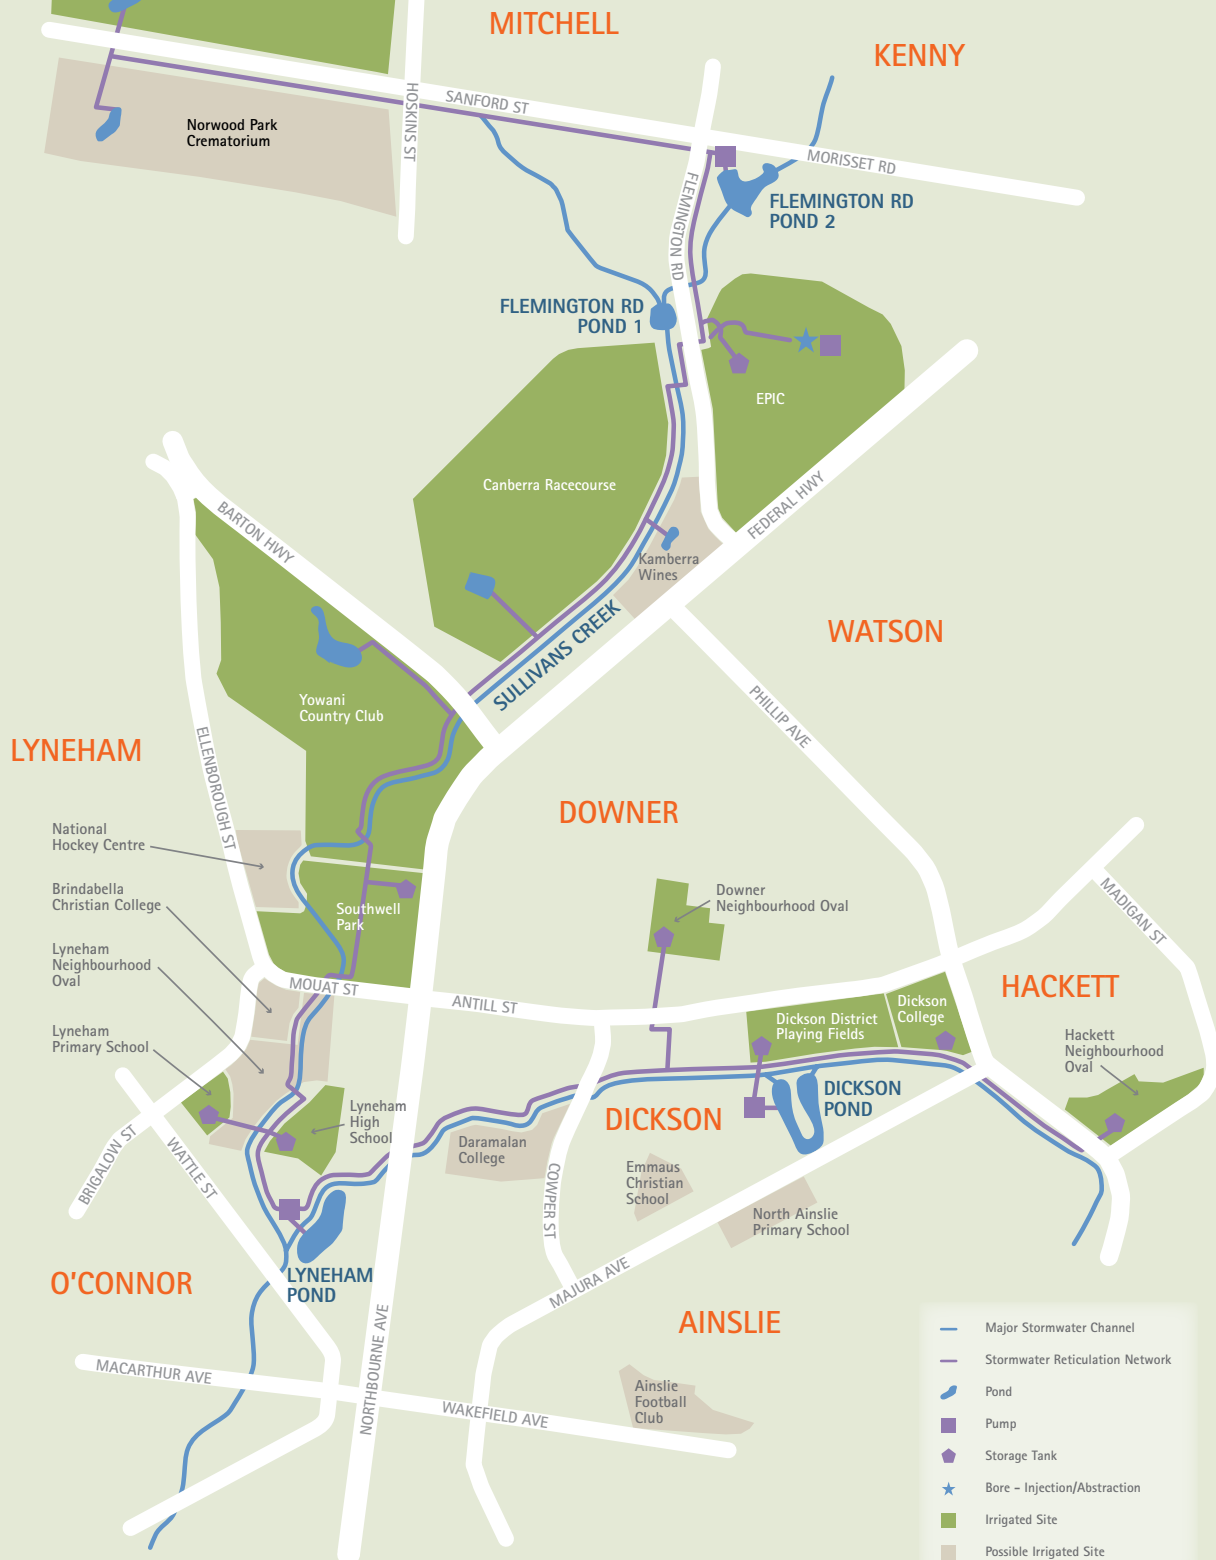 MITCHELL
KENNY
HOSKINS ST
SANFORD ST
Norwood Park
Crematorium
MORISSET RD
FLEMINGTON RD
FLEMINGTON RD
POND 2
FLEMINGTON RD
POND 1
EPIC
Canberra Racecourse
FEDERAL HWY
BARTON HWY
Kamberra
Wines
SULLIVANS CREEK
WATSON
Yowani
Country Club
PHILLIP AVE
LYNEHAM
ELLENBOROUGH ST
DOWNER
National
Hockey Centre
Brindabella
Christian College
Southwell
Park
Downer
Neighbourhood Oval
MADIGAN ST
Lyneham
Neighbourhood
Oval
MOUAT ST
ANTILL ST
HACKETT
Dickson
College
Dickson District
Playing Fields
Lyneham
Primary School
Hackett
Neighbourhood
Oval
DICKSON
POND
DICKSON
Lyneham
High
School
BRIGALOW ST
WATTLE ST
Daramalan
College
COWPER ST
Emmaus
Christian
School
North Ainslie
Primary School
O'CONNOR
LYNEHAM
POND
MAJURA AVE
AINSLIE
NORTHBOURNE AVE
MACARTHUR AVE
WAKEFIELD AVE
Ainslie
Football
Club
Major Stormwater Channel
Stormwater Reticulation Network
Pond
Pump
Storage Tank
Bore - Injection/Abstraction
Irrigated Site
Possible Irrigated Site